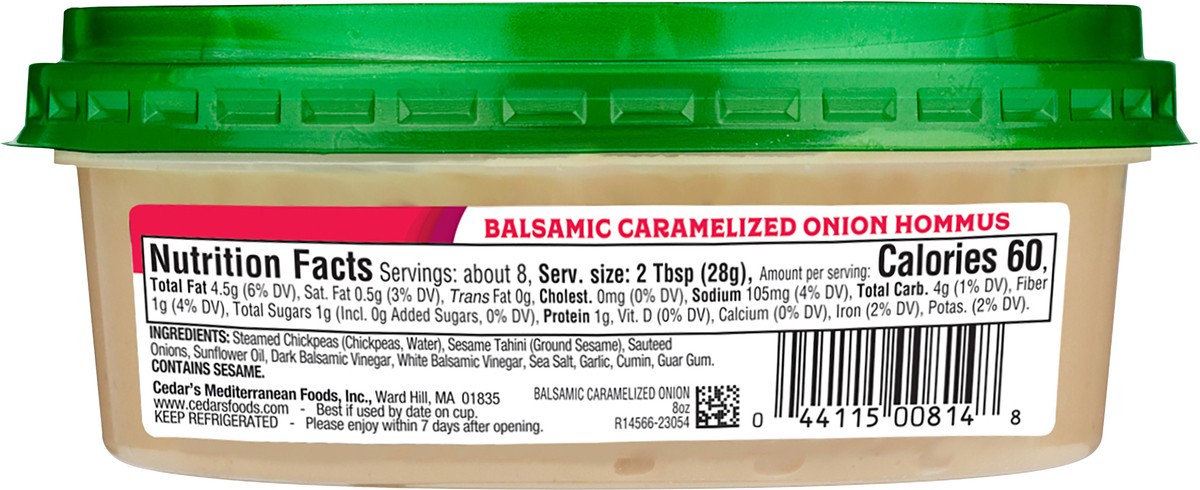 BALSAMIC CARAMELIZED ONION HOMMUS
Nutrition Facts Servings: about 8, Serv. size: 2 Tbsp (28g), Amount per serving: Calories 60,
Total Fat 4.5g (6% DV), Sat. Fat 0.5g (3% DV), Trans Fat 0g, Cholest. 0mg (0% DV), Sodium 105mg (4% DV), Total Carb. 4g (1% DV), Fiber
1g (4% DV), Total Sugars 1g (Incl. 0g Added Sugars, 0% DV), Protein 1g, Vit. D (0% DV), Calcium (0% DV), Iron (2% DV), Potas. (2% DV).
INGREDIENTS: Steamed Chickpeas (Chickpeas, Water), Sesame Tahini (Ground Sesame), Sauteed
Onions, Sunflower Oil, Dark Balsamic Vinegar, White Balsamic Vinegar, Sea Salt, Garlic, Cumin, Guar Gum.
CONTAINS SESAME.
Cedar's Mediterranean Foods, Inc., Ward Hill, MA 01835
www.cedarsfoods.com - Best if used by date on cup.
KEEP REFRIGERATED - Please enjoy within 7 days after opening.
BALSAMIC CARAMELIZED ONION
8oz
R14566-23054
0 44115 00814 8